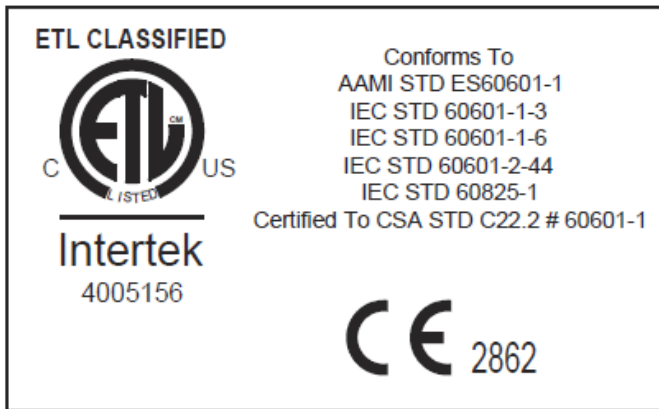 ETL CLASSIFIED
ETL CM
C US
LISTED
Intertek
4005156
Conforms To
AAMI STD ES60601-1
IEC STD 60601-1-3
IEC STD 60601-1-6
IEC STD 60601-2-44
IEC STD 60825-1
Certified To CSA STD C22.2 # 60601-1
CE 2862